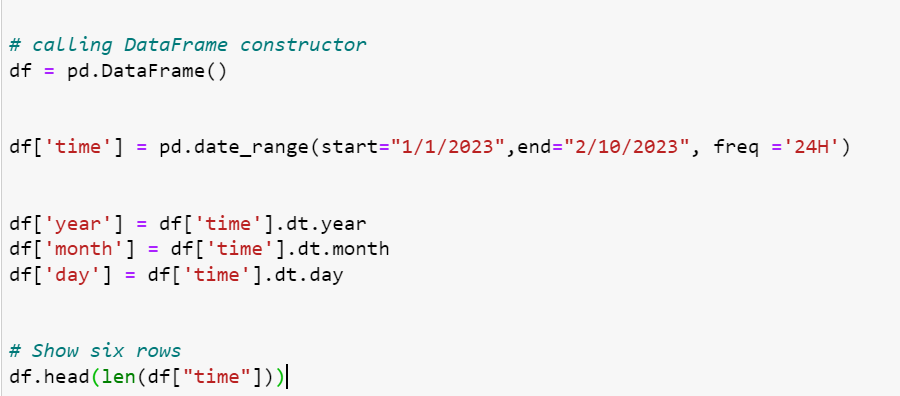 # calling DataFrame constructor
df = pd.DataFrame()
df['time'] = pd.date_range(start="1/1/2023",end="2/10/2023", freq ='24H')
df['year'] = df['time'].dt.year
df['month'] = df['time'].dt.month
df['day'] = df['time'].dt.day
# Show six rows
df.head(len(df["time"]))